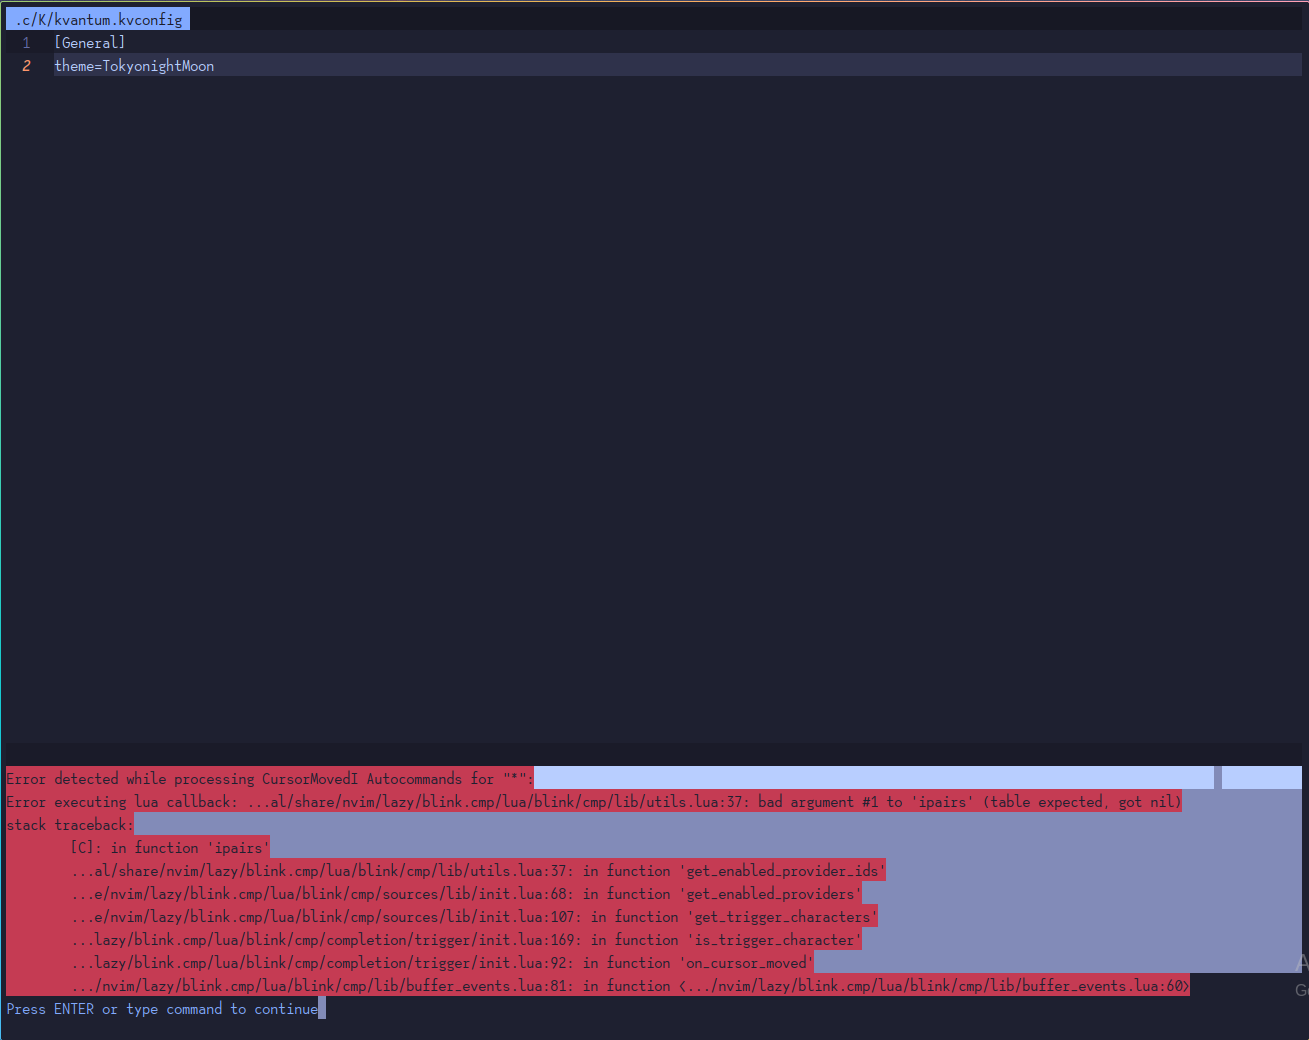 .c/K/kvantum.kvconfig
1 [General]
2 theme=TokyonightMoon
Error detected while processing CursorMovedI Autocommands for "*":
Error executing lua callback: ...al/share/nvim/lazy/blink.cmp/lua/blink/cmp/lib/utils.lua:37: bad argument #1 to 'ipairs' (table expected, got nil)
stack traceback:
[C]: in function 'ipairs'
...al/share/nvim/lazy/blink.cmp/lua/blink/cmp/lib/utils.lua:37: in function 'get_enabled_provider_ids'
...e/nvim/lazy/blink.cmp/lua/blink/cmp/sources/lib/init.lua:68: in function 'get_enabled_providers'
...e/nvim/lazy/blink.cmp/lua/blink/cmp/sources/lib/init.lua:107: in function 'get_trigger_characters'
...lazy/blink.cmp/lua/blink/cmp/completion/trigger/init.lua:169: in function 'is_trigger_character'
...lazy/blink.cmp/lua/blink/cmp/completion/trigger/init.lua:92: in function 'on_cursor_moved'
.../nvim/lazy/blink.cmp/lua/blink/cmp/lib/buffer_events.lua:81: in function <.../nvim/lazy/blink.cmp/lua/blink/cmp/lib/buffer_events.lua:60>
Press ENTER or type command to continue